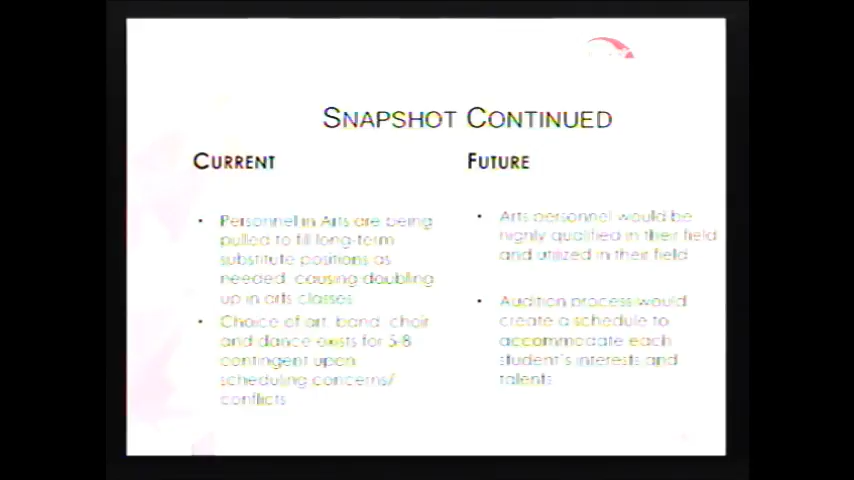 SNAPSHOT CONTINUED
CURRENT
• Personnel in Arts are being
pulled to fill long-term
substitute positions as
needed, causing doubling
up in arts classes
• Choice of art, band, choir
and dance exists for 5-8
contingent upon
scheduling concerns/
conflicts
FUTURE
• Arts personnel would be
highly qualified in their field
and utilized in their field
• Audition process would
create a schedule to
accommodate each
student's interests and
talents